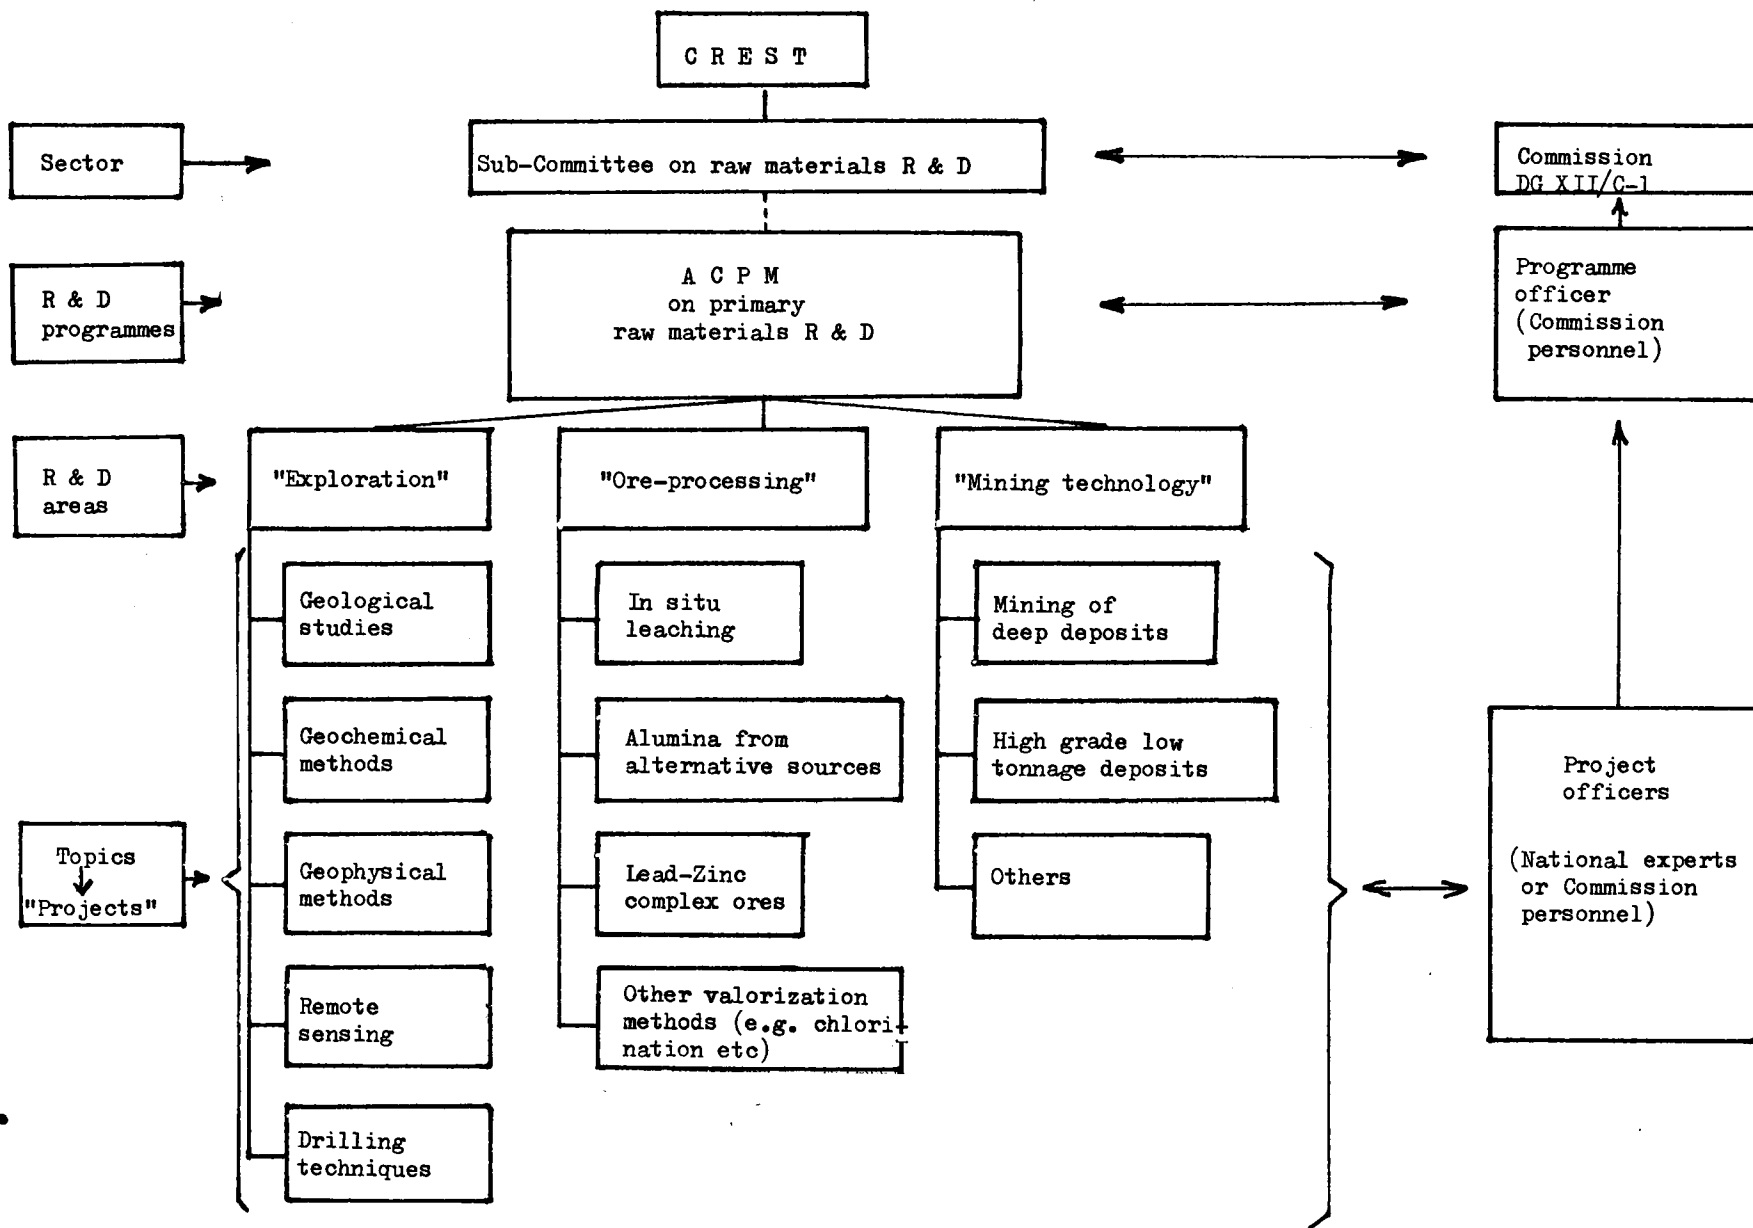 C R E S T
Sector
Sub-Committee on raw materials R & D
Commission
DG XII/C-1
R & D
programmes
A C P M
on primary
raw materials R & D
Programme
officer
(Commission
personnel)
R & D
areas
"Exploration"
"Ore-processing"
"Mining technology"
Geological
studies
In situ
leaching
Mining of
deep deposits
Geochemical
methods
Alumina from
alternative sources
High grade low
tonnage deposits
Project
officers
(National experts
or Commission
personnel)
Topics
"Projects"
Geophysical
methods
Lead-Zinc
complex ores
Others
Remote
sensing
Other valorization
methods (e.g. chlori-
nation etc)
Drilling
techniques